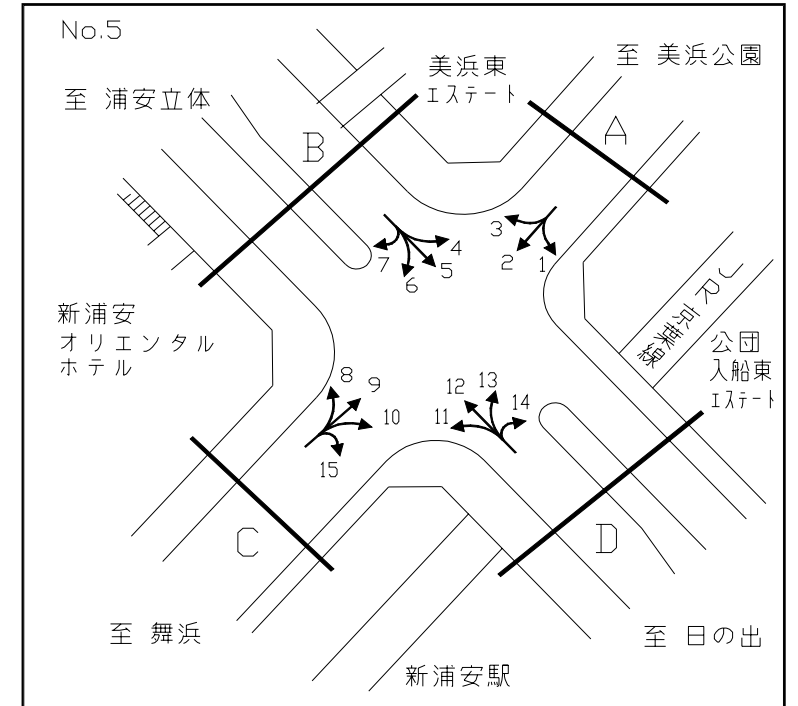 No.5
美浜東
エステート
至 美浜公園
至 浦安立体
B
A
3
4
7
5
2
1
6
JR京葉線
新浦安
オリエンタル
ホテル
公団
入船東
エステート
8
9
12
13
14
10
11
15
C
D
至 舞浜
至 日の出
新浦安駅